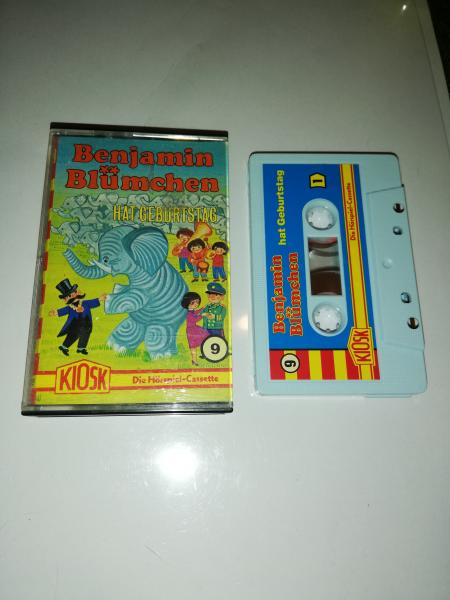 Benjamin
Blümchen
HAT GEBURTSTAG
9
KIOSK
Die Hörspiel-Cassette
9
Benjamin
Blümchen
hat Geburtstag
1
KIOSK
Die Hörspiel-Cassette